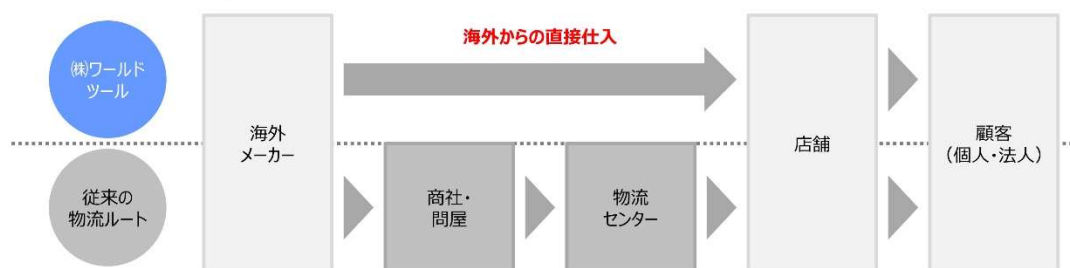 海外からの直接仕入
㈱ワールド
ツール
海外
メーカー
店舗
顧客
（個人・法人）
従来の
物流ルート
商社・
問屋
物流
センター